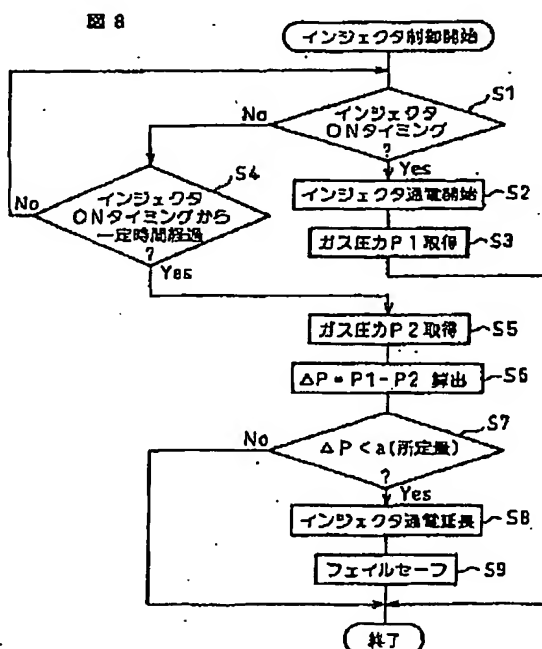 図 8
インジェクタ制御開始
インジェクタ
ONタイミング
?
S1
No
Yes
インジェクタ通電開始
S2
ガス圧力P1取得
S3
インジェクタ
ONタイミングから
一定時間経過
?
S4
No
Yes
ガス圧力P2取得
S5
ΔP=P1-P2 算出
S6
ΔP<a(所定量)
?
S7
No
Yes
インジェクタ通電延長
S8
フェイルセーフ
S9
終了